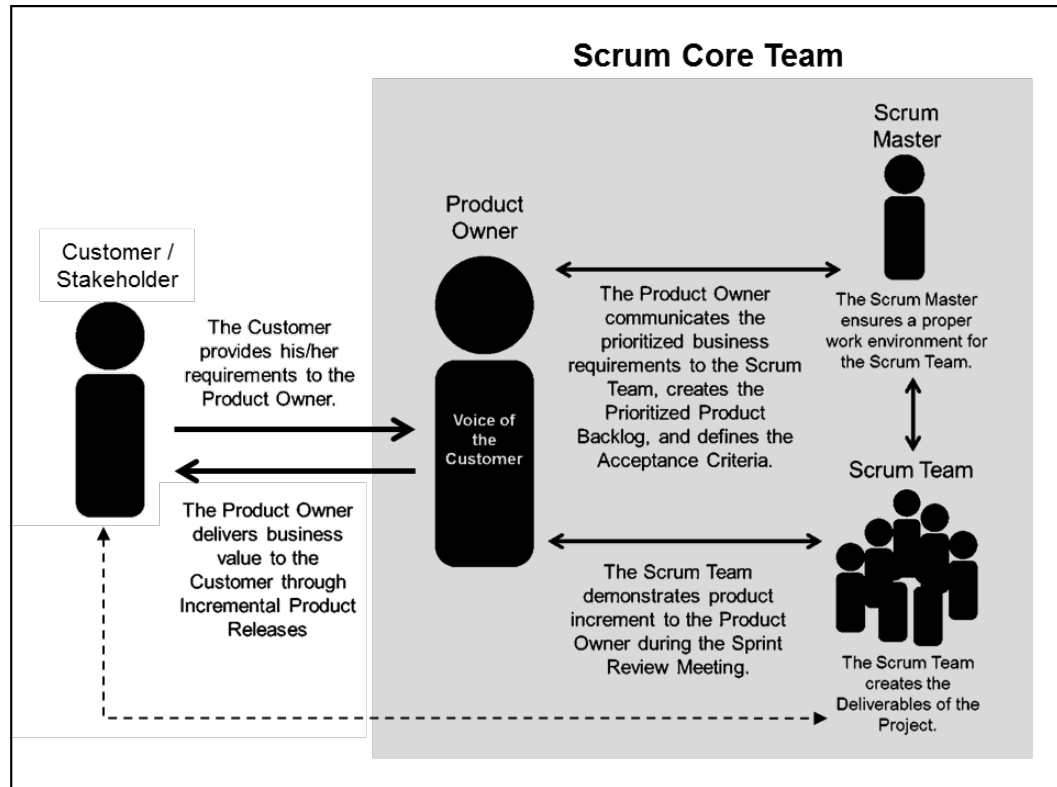 Scrum Core Team
Scrum
Master
Product
Owner
Customer /
Stakeholder
The Customer
provides his/her
requirements to the
Product Owner.
Voice of
the
Customer
The Product Owner
delivers business
value to the
Customer through
Incremental Product
Releases
The Product Owner
communicates the
prioritized business
requirements to the Scrum
Team, creates the
Prioritized Product
Backlog, and defines the
Acceptance Criteria.
The Scrum Master
ensures a proper
work environment for
the Scrum Team.
Scrum Team
The Scrum Team
demonstrates product
increment to the Product
Owner during the Sprint
Review Meeting.
The Scrum Team
creates the
Deliverables of the
Project.